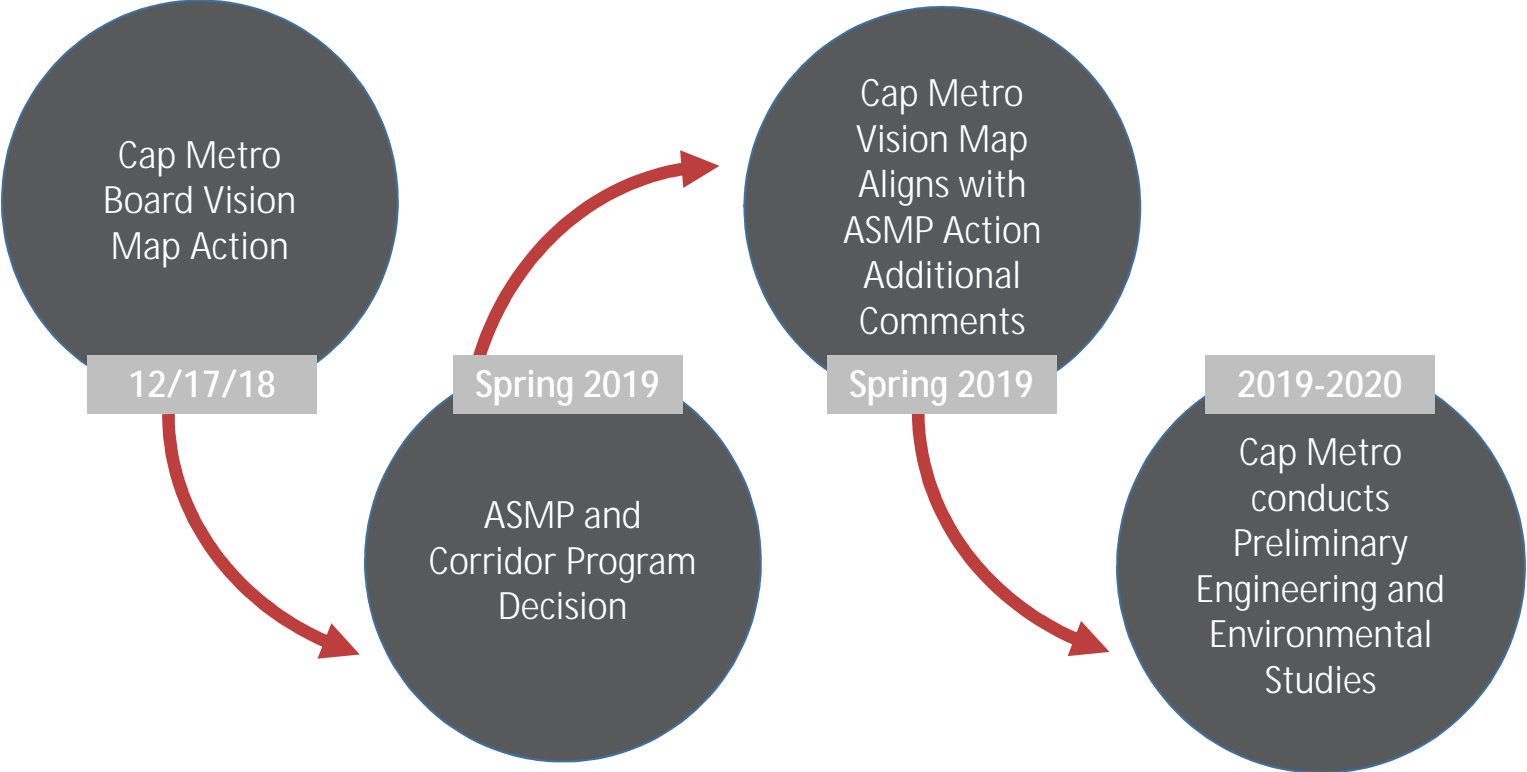 Cap Metro
Board Vision
Map Action
12/17/18
Spring 2019
ASMP and
Corridor Program
Decision
Cap Metro
Vision Map
Aligns with
ASMP Action
Additional
Comments
Spring 2019
2019-2020
Cap Metro
conducts
Preliminary
Engineering and
Environmental
Studies